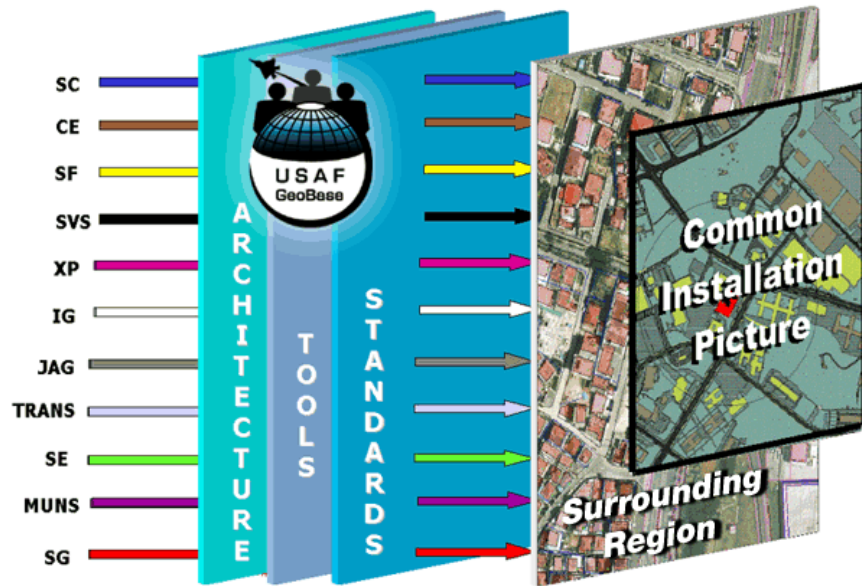 SC
CE
SF
SVS
XP
IG
JAG
TRANS
SE
MUNS
SG
USAF
GeoBase
ARCHITECTURE
TOOLS
STANDARDS
Common
Installation
Picture
Surrounding
Region